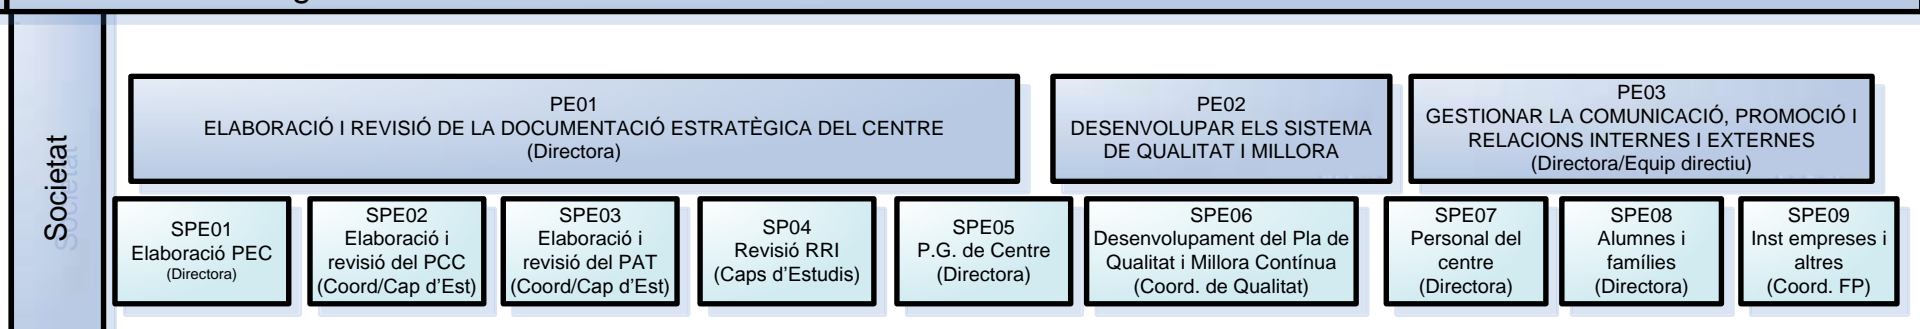 Societat
PE01
ELABORACIÓ I REVISIÓ DE LA DOCUMENTACIÓ ESTRATÈGICA DEL CENTRE
(Directora)
PE02
DESENVOLUPAR ELS SISTEMA
DE QUALITAT I MILLORA
PE03
GESTIONAR LA COMUNICACIÓ, PROMOCIÓ I
RELACIONS INTERNES I EXTERNES
(Directora/Equip directiu)
SPE01
Elaboració PEC
(Directora)
SPE02
Elaboració i
revisió del PCC
(Coord/Cap d'Est)
SPE03
Elaboració i
revisió del PAT
(Coord/Cap d'Est)
SP04
Revisió RRI
(Caps d'Estudis)
SPE05
P.G. de Centre
(Directora)
SPE06
Desenvolupament del Pla de
Qualitat i Millora Contínua
(Coord. de Qualitat)
SPE07
Personal del
centre
(Directora)
SPE08
Alumnes i
famílies
(Directora)
SPE09
Inst empreses i
altres
(Coord. FP)